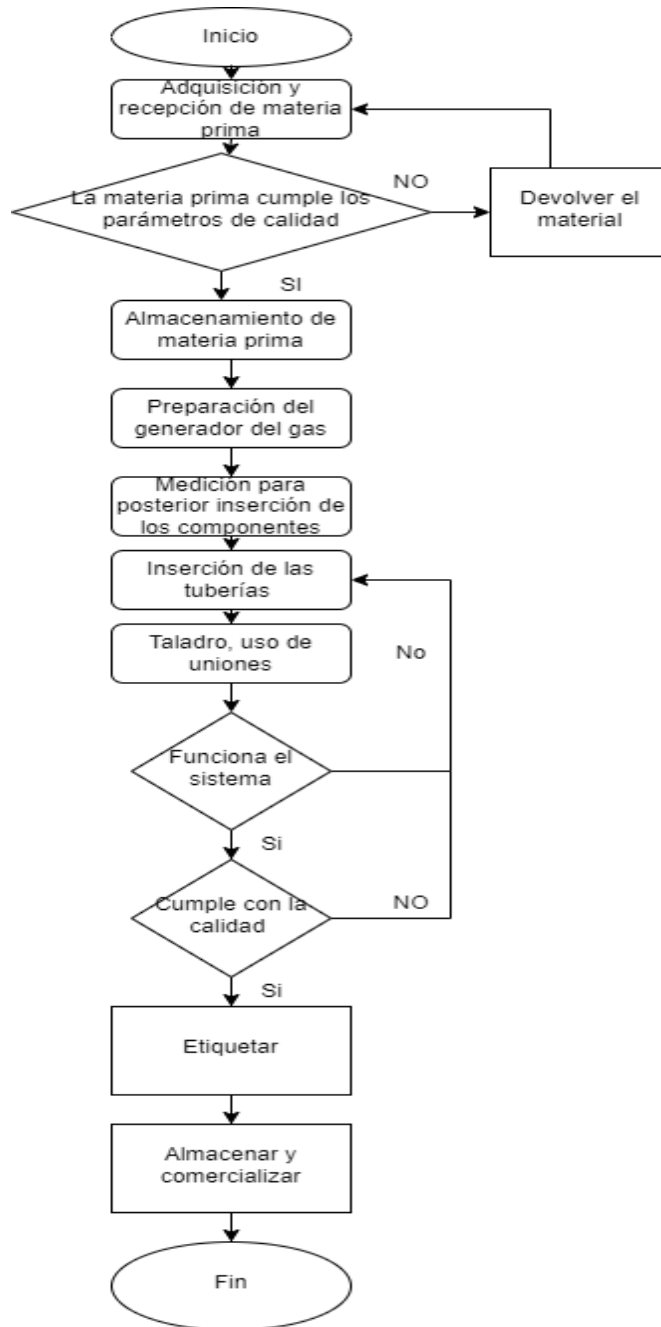 Inicio
Adquisición y
recepción de materia
prima
La materia prima cumple los
parámetros de calidad
NO
Devolver el
material
SI
Almacenamiento de
materia prima
Preparación del
generador del gas
Medición para
posterior inserción de
los componentes
Inserción de las
tuberías
Taladro, uso de
uniones
No
Funciona el
sistema
Si
Cumple con la
calidad
NO
Si
Etiquetar
Almacenar y
comercializar
Fin